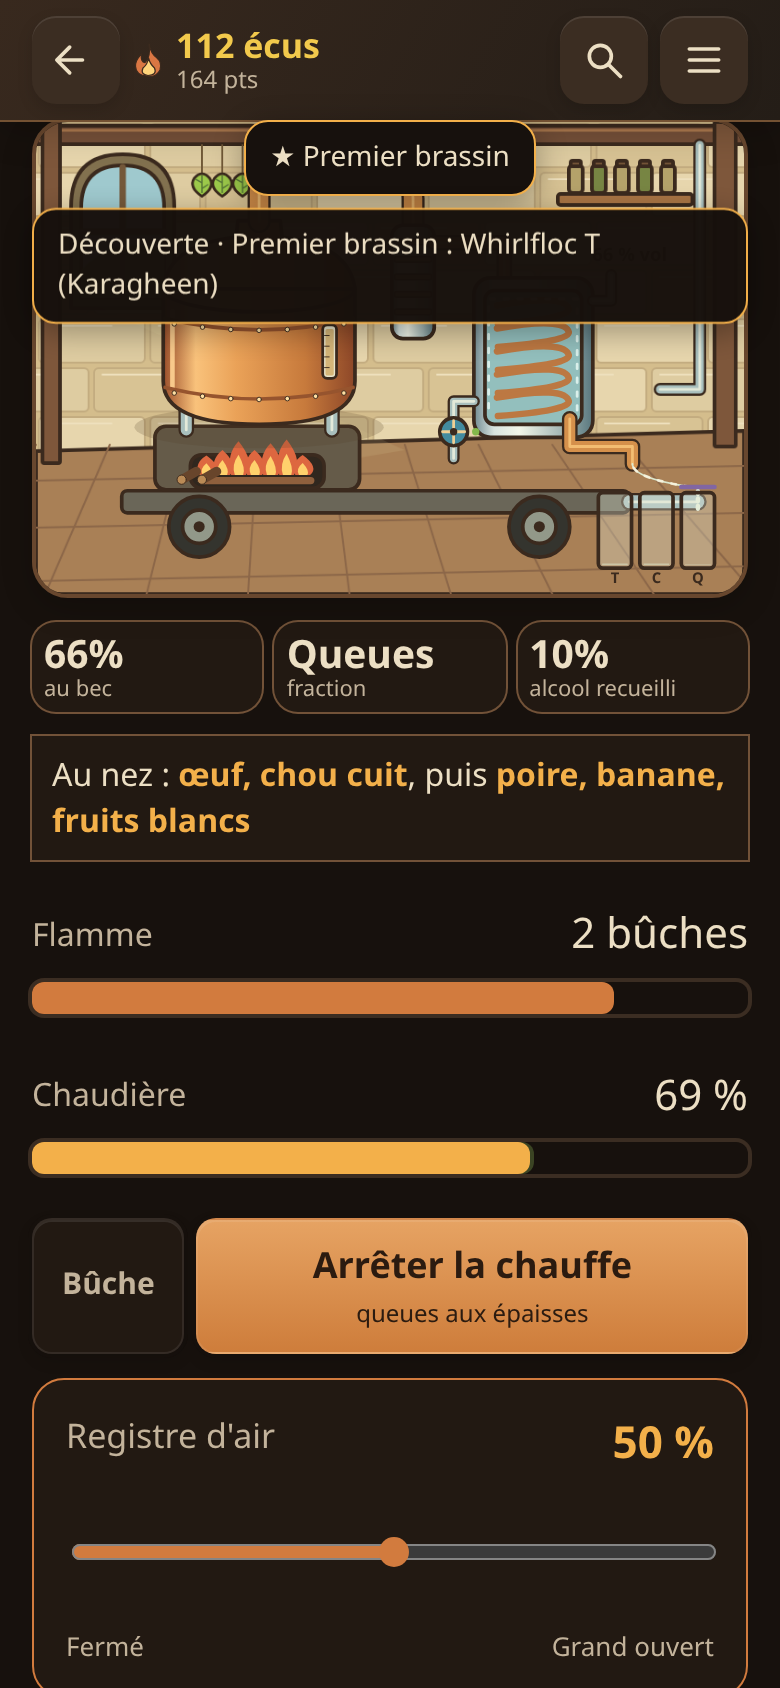 112 écus
164 pts
★ Premier brassin
Découverte · Premier brassin : Whirlfloc T
(Karagheen)
T C Q
66%
au bec
Queues
fraction
10%
alcool recueilli
Au nez : œuf, chou cuit, puis poire, banane,
fruits blancs
Flamme
2 bûches
Chaudière
69 %
Bûche
Arrêter la chauffe
queues aux épaisses
Registre d'air
50 %
Fermé
Grand ouvert